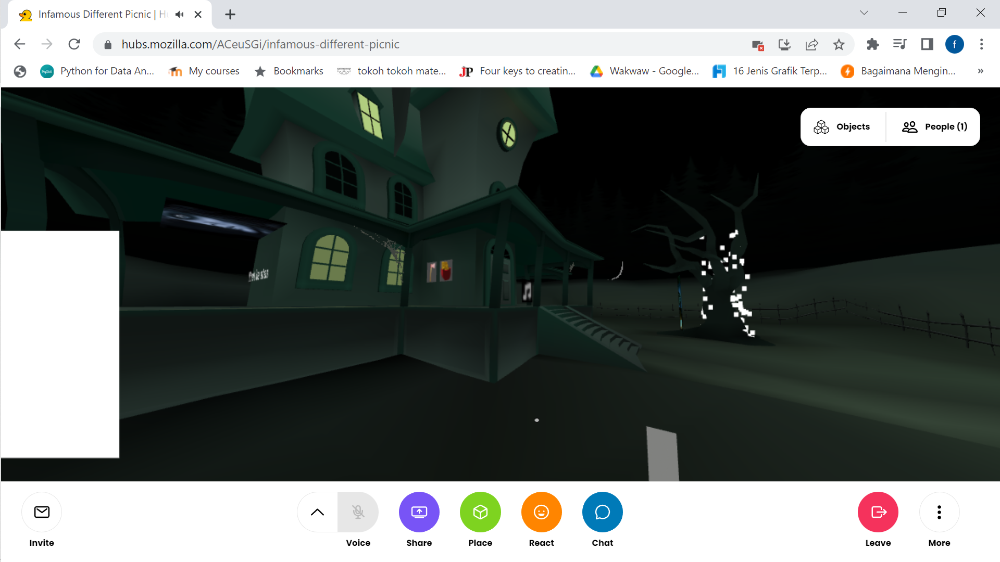 Infamous Different Picnic | H
hubs.mozilla.com/ACeuSGi/infamous-different-picnic
f
MySkill Python for Data An...
My courses
Bookmarks
tokoh tokoh mate...
JP Four keys to creatin...
Wakwaw - Google...
16 Jenis Grafik Terp...
Bagaimana Mengin...
»
Objects
People (1)
Invite
Voice
Share
Place
React
Chat
Leave
More